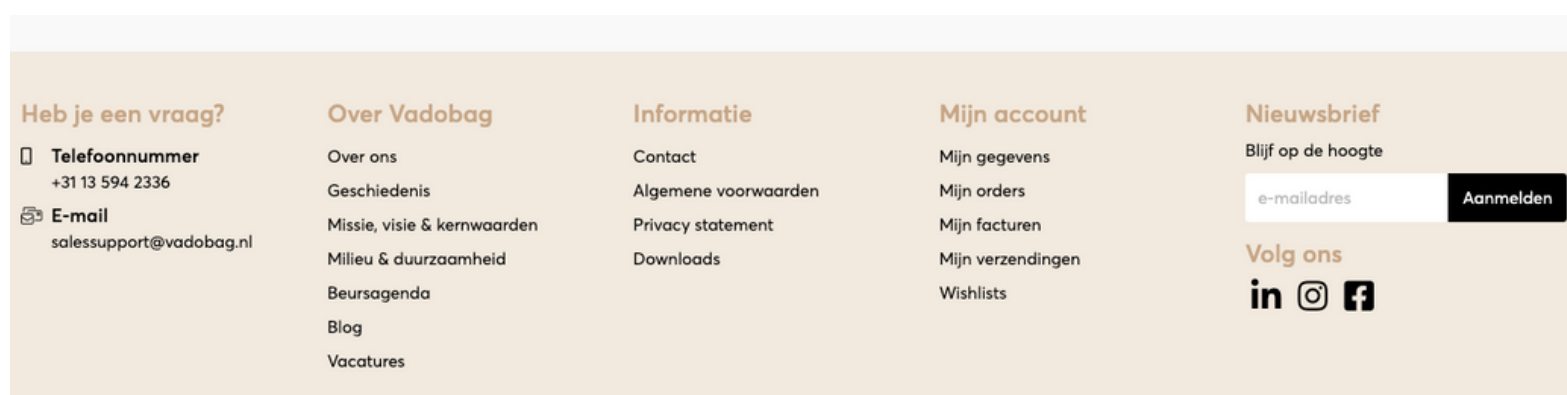 Heb je een vraag?
Telefoonnummer
+31 13 594 2336
E-mail
salessupport@vadobag.nl
Over Vadobag
Over ons
Geschiedenis
Missie, visie & kernwaarden
Milieu & duurzaamheid
Beursagenda
Blog
Vacatures
Informatie
Contact
Algemene voorwaarden
Privacy statement
Downloads
Mijn account
Mijn gegevens
Mijn orders
Mijn facturen
Mijn verzendingen
Wishlists
Nieuwsbrief
Blijf op de hoogte
e-mailadres
Aanmelden
Volg ons